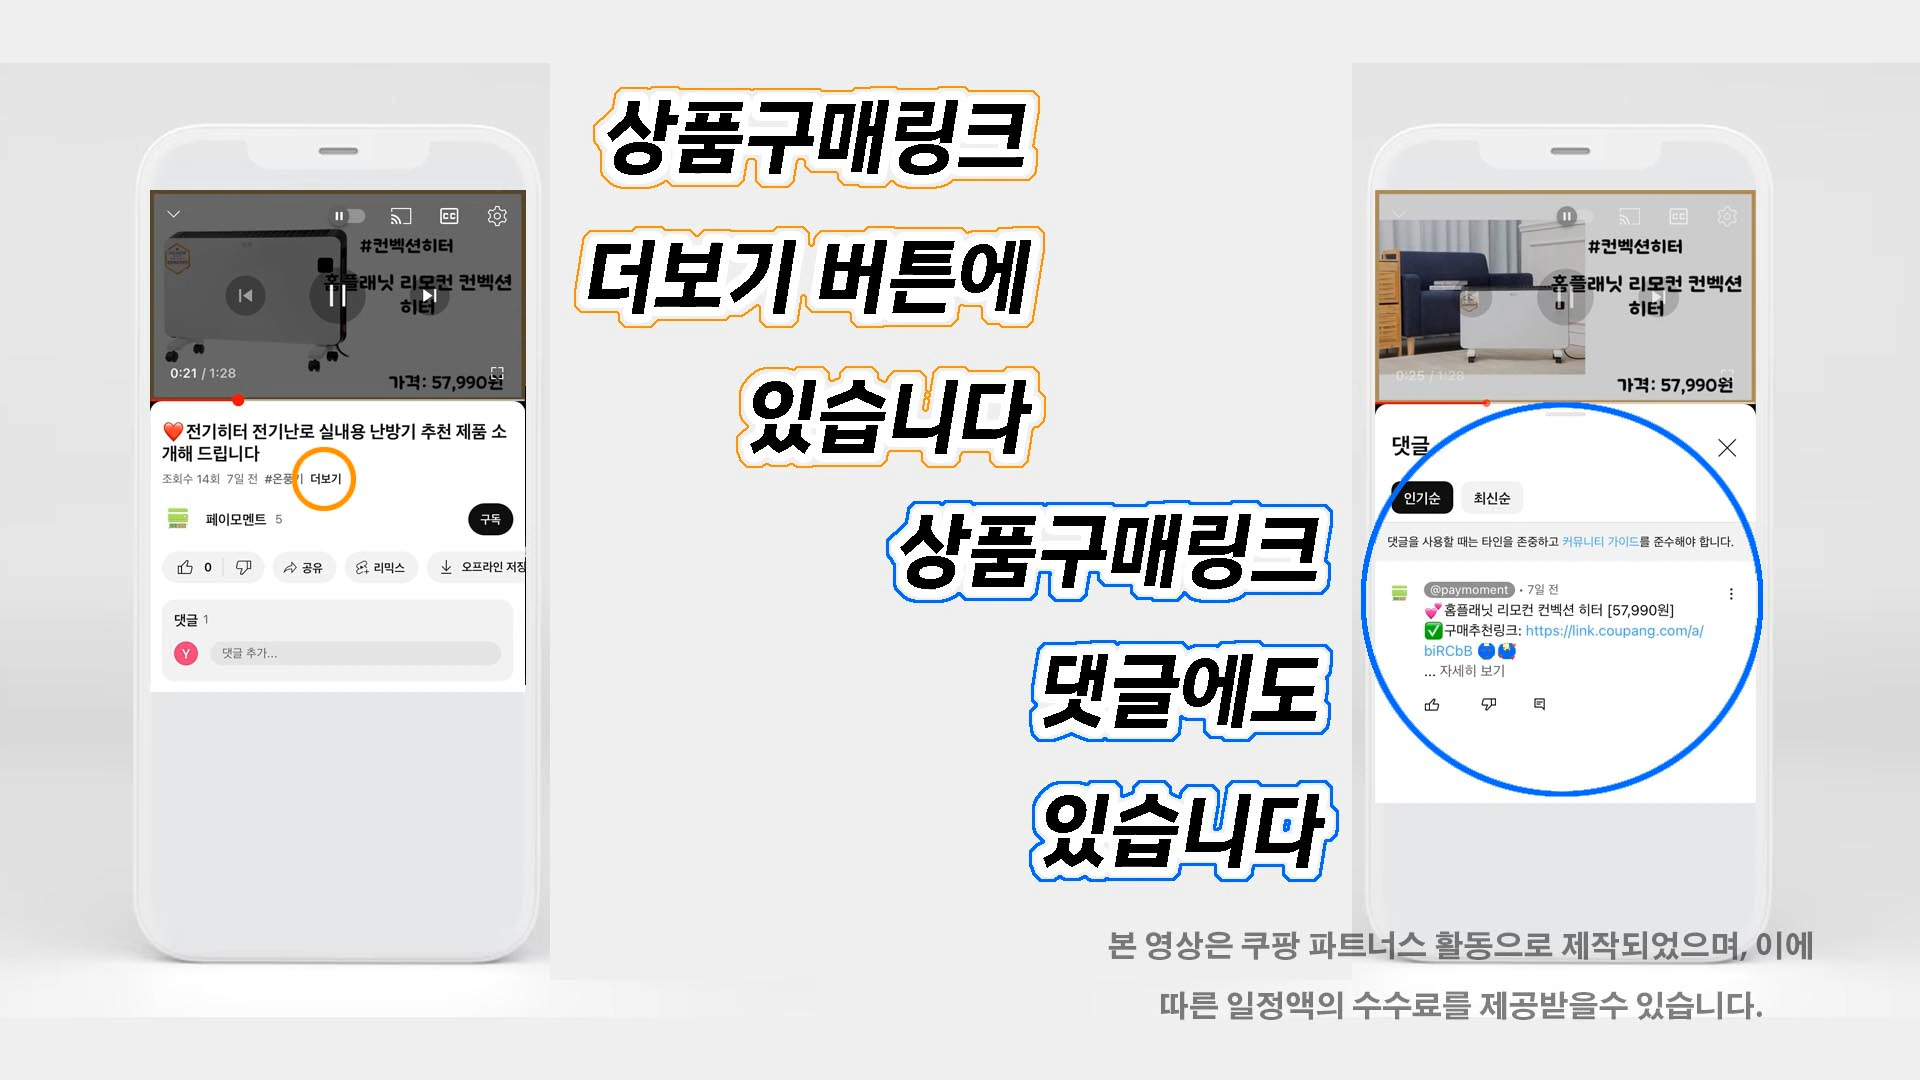 상품구매링크
더보기 버튼에
있습니다
상품구매링크
댓글에도
있습니다
#컨벡션히터
홈플래닛 리모컨 컨벡션
히터
0:21 / 1:28
가격: 57,990원
❤️전기히터 전기난로 실내용 난방기 추천 제품 소
개해 드립니다
조회수 14회 7일 전 #온풍기 더보기
페이모멘트 5
구독
0
공유
리믹스
오프라인 저장
댓글 1
Y
댓글 추가...
#컨벡션히터
홈플래닛 리모컨 컨벡션
히터
0:25 / 1:28
가격: 57,990원
댓글
인기순 최신순
댓글을 사용할 때는 타인을 존중하고 커뮤니티 가이드를 준수해야 합니다.
@paymoment • 7일 전
💕홈플래닛 리모컨 컨벡션 히터 [57,990원]
✅구매추천링크: https://link.coupang.com/a/
biRCbB
... 자세히 보기
본 영상은 쿠팡 파트너스 활동으로 제작되었으며, 이에
따른 일정액의 수수료를 제공받을수 있습니다.